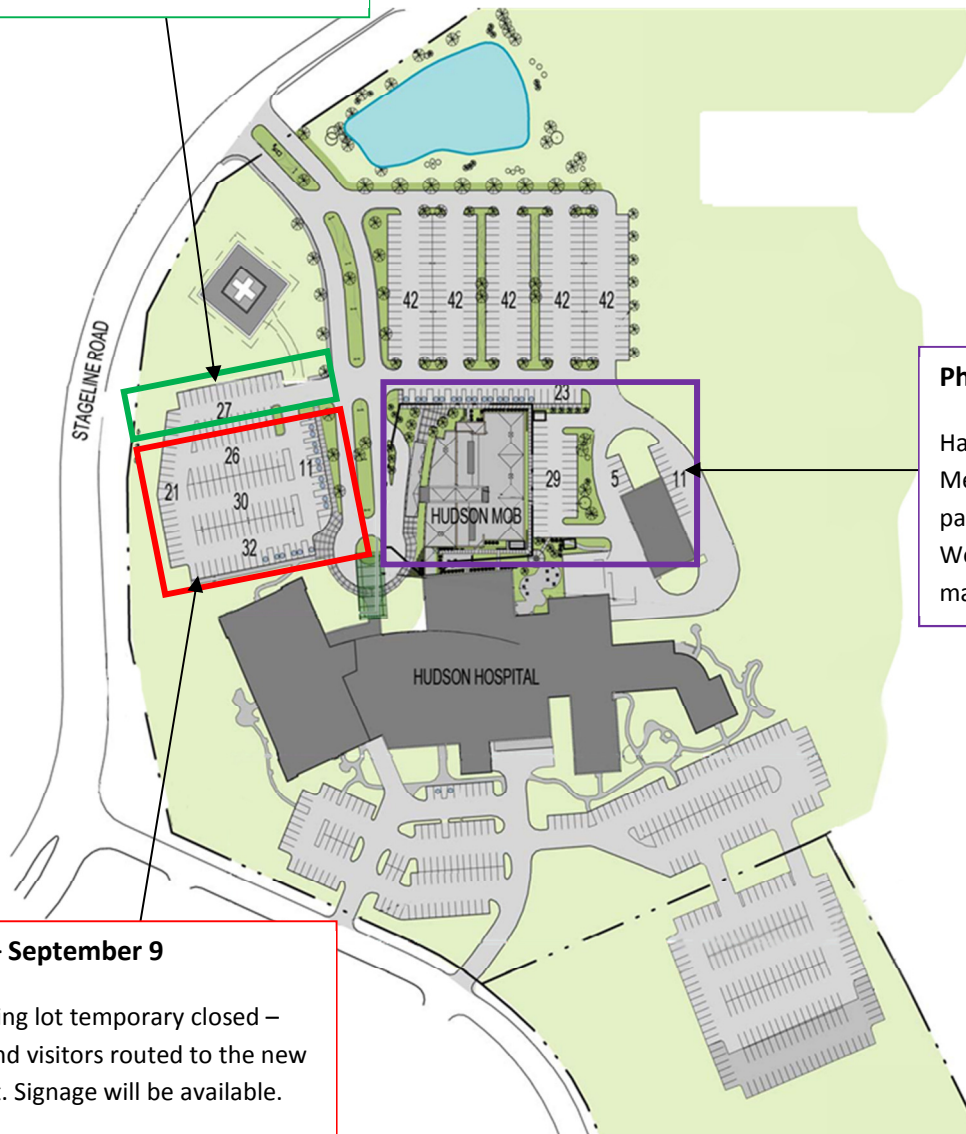 STAGELINE ROAD
42 42 42 42 42
27
23
26
21
11
30
32
29
5
11
HUDSON MOB
HUDSON HOSPITAL
Ha
Me
pa
We
ma
- September 9
ing lot temporary closed –
nd visitors routed to the new
. Signage will be available.